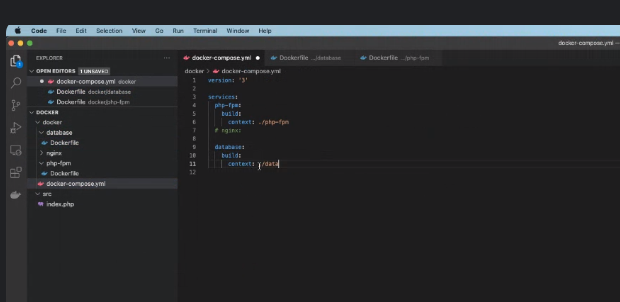 Code File Edit Selection View Go Run Terminal Window Help
docker-compose.yml —
EXPLORER ...
docker-compose.yml ● Dockerfile .../database Dockerfile .../php-fpm
OPEN EDITORS 1 UNSAVED
docker > docker-compose.yml
● docker-compose.yml docker
Dockerfile docker/database
Dockerfile docker/php-fpm
DOCKER
docker
database
Dockerfile
nginx
php-fpm
Dockerfile
docker-compose.yml
src
index.php
1 version: '3'
2
3 services:
4 php-fpm:
5 build:
6 context: ./php-fpm
7 # nginx:
8
9 database:
10 build:
11 context: ./data
12